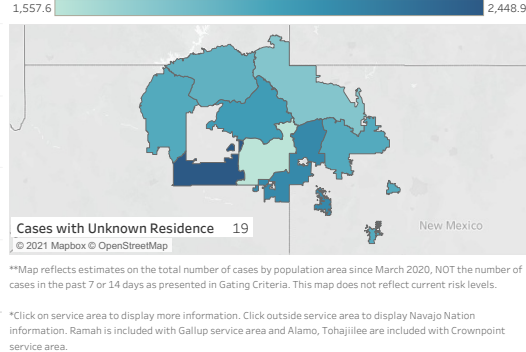 1,557.6 2,448.9
New Mexico
Cases with Unknown Residence 19
© 2021 Mapbox © OpenStreetMap
**Map reflects estimates on the total number of cases by population area since March 2020, NOT the number of
cases in the past 7 or 14 days as presented in Gating Criteria. This map does not reflect current risk levels.
*Click on service area to display more information. Click outside service area to display Navajo Nation
information. Ramah is included with Gallup service area and Alamo, Tohajiilee are included with Crownpoint
service area.